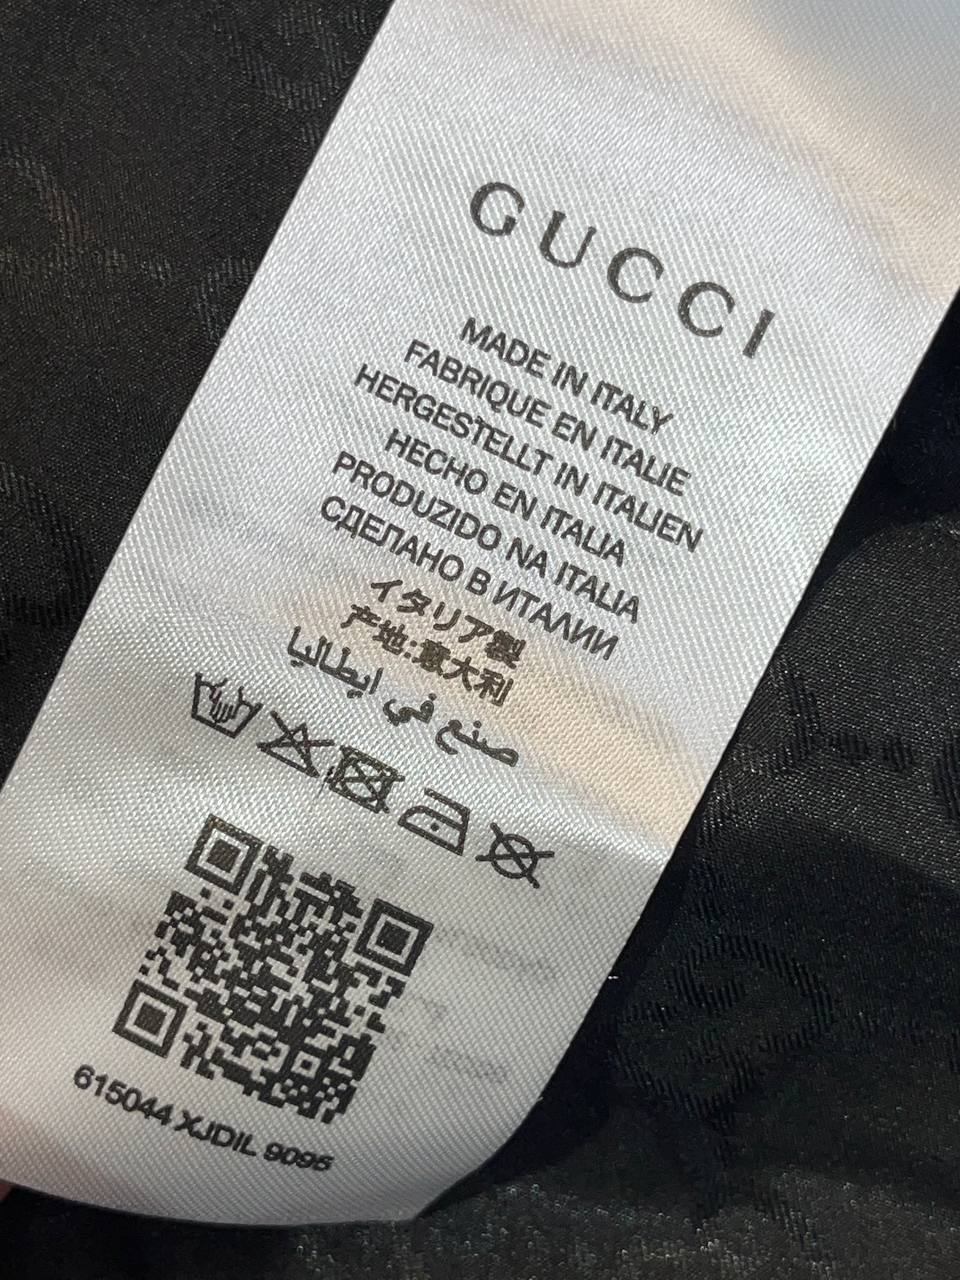 GUCCI
MADE IN ITALY
FABRIQUE EN ITALIE
HERGESTELLT IN ITALIEN
HECHO EN ITALIA
PRODUZIDO NA ITALIA
СДЕЛАНО В ИТАЛИИ
イタリア製
产地:意大利
صنع في ايطاليا
615044 XJDIL 9095